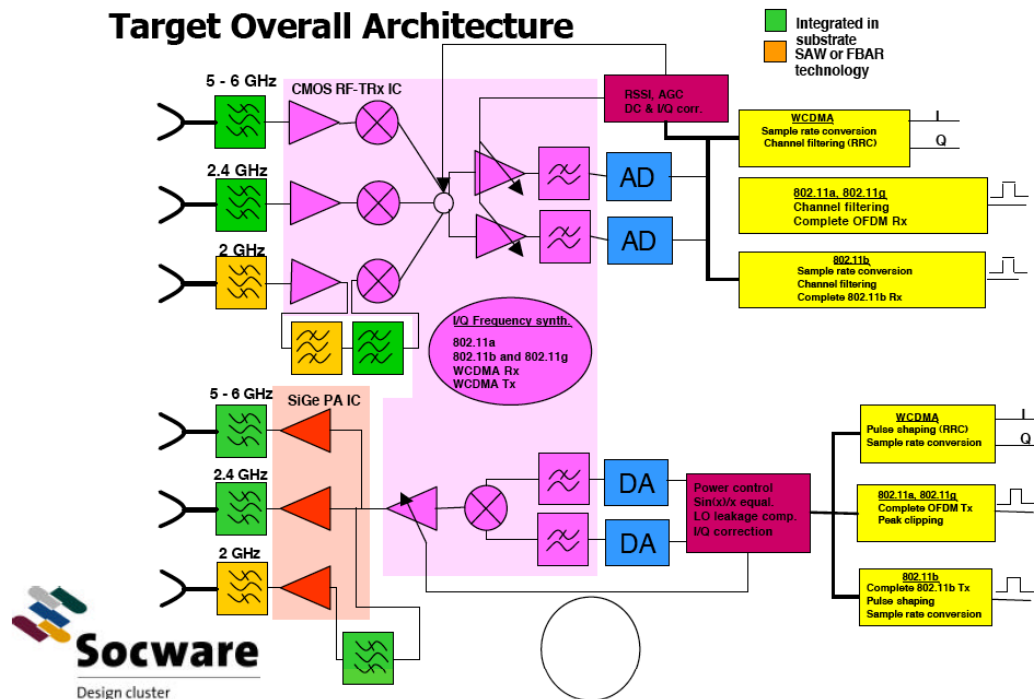 Target Overall Architecture
Integrated in
substrate
SAW or FBAR
technology
5 - 6 GHz
CMOS RF-TRx IC
RSSI, AGC
DC & I/Q corr.
WCDMA
Sample rate conversion
Channel filtering (RRC)
I
Q
2.4 GHz
AD
802.11a, 802.11g
Channel filtering
Complete OFDM Rx
AD
2 GHz
802.11b
Sample rate conversion
Channel filtering
Complete 802.11b Rx
I/Q Frequency synth.
802.11a
802.11b and 802.11g
WCDMA Rx
WCDMA Tx
5 - 6 GHz
SiGe PA IC
WCDMA
Pulse shaping (RRC)
Sample rate conversion
I
Q
2.4 GHz
DA
Power control
Sin(x)/x equal.
LO leakage comp.
I/Q correction
802.11a, 802.11g
Complete OFDM Tx
Peak clipping
DA
2 GHz
802.11b
Complete 802.11b Tx
Pulse shaping
Sample rate conversion
Socware
Design cluster